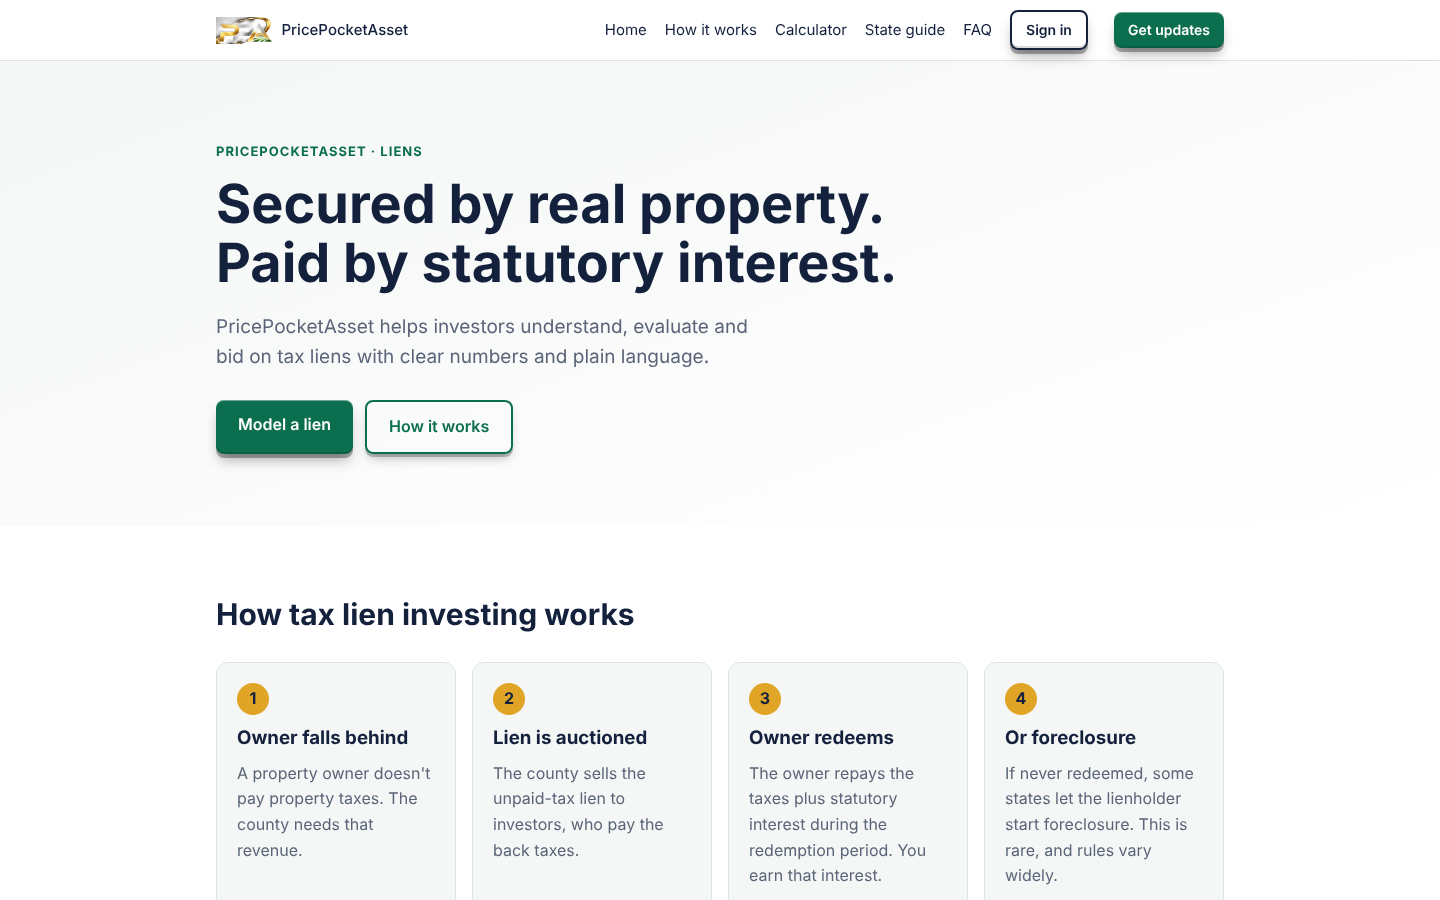 PricePocketAsset
Home
How it works
Calculator
State guide
FAQ
Sign in
Get updates
PRICEPOCKETASSET · LIENS
Secured by real property.
Paid by statutory interest.
PricePocketAsset helps investors understand, evaluate and
bid on tax liens with clear numbers and plain language.
Model a lien
How it works
How tax lien investing works
1
Owner falls behind
A property owner doesn't
pay property taxes. The
county needs that
revenue.
2
Lien is auctioned
The county sells the
unpaid-tax lien to
investors, who pay the
back taxes.
3
Owner redeems
The owner repays the
taxes plus statutory
interest during the
redemption period. You
earn that interest.
4
Or foreclosure
If never redeemed, some
states let the lienholder
start foreclosure. This is
rare, and rules vary
widely.